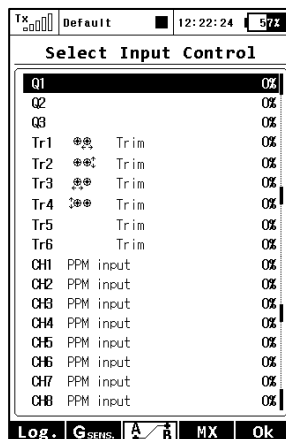 Tx Default 12:22:24 57%
Select Input Control
Q1 0%
Q2 0%
Q3 0%
Tr1 Trim 0%
Tr2 Trim 0%
Tr3 Trim 0%
Tr4 Trim 0%
Tr5 Trim 0%
Tr6 Trim 0%
CH1 PPM input 0%
CH2 PPM input 0%
CH3 PPM input 0%
CH4 PPM input 0%
CH5 PPM input 0%
CH6 PPM input 0%
CH7 PPM input 0%
CH8 PPM input 0%
Log. GSENS. A B MX Ok